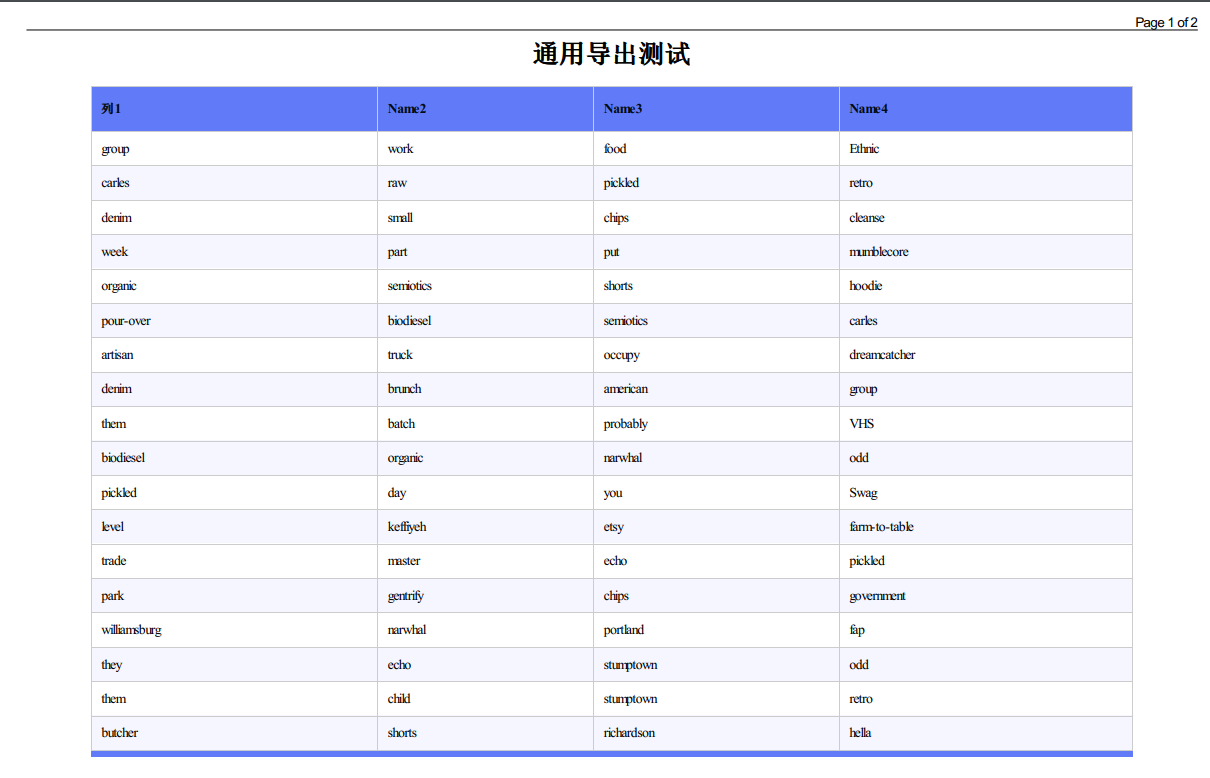 Page 1 of 2
通用导出测试
列1 Name2 Name3 Name4
group work food Ethnic
carles raw pickled retro
denim small chips cleanse
week part put mumblecore
organic semiotics shorts hoodie
pour-over biodiesel semiotics carles
artisan truck occupy dreamcatcher
denim brunch american group
them batch probably VHS
biodiesel organic narwhal odd
pickled day you Swag
level keffiyeh etsy farm-to-table
trade master echo pickled
park gentrify chips government
williamsburg narwhal portland fap
they echo stumptown odd
them child stumptown retro
butcher shorts richardson hella